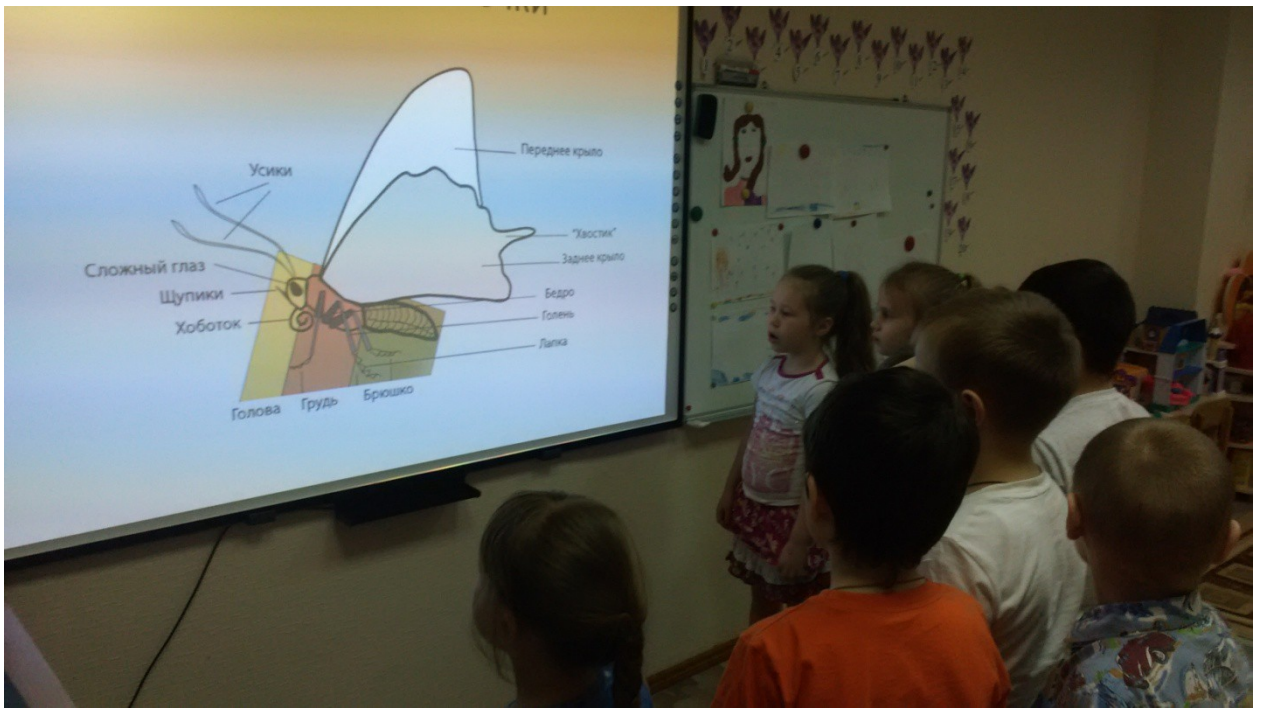 Переднее крыло
Усики
"Хвостик"
Заднее крыло
Сложный глаз
Щупики
Бедро
Хоботок
Голень
Лапка
Голова
Грудь
Брюшко